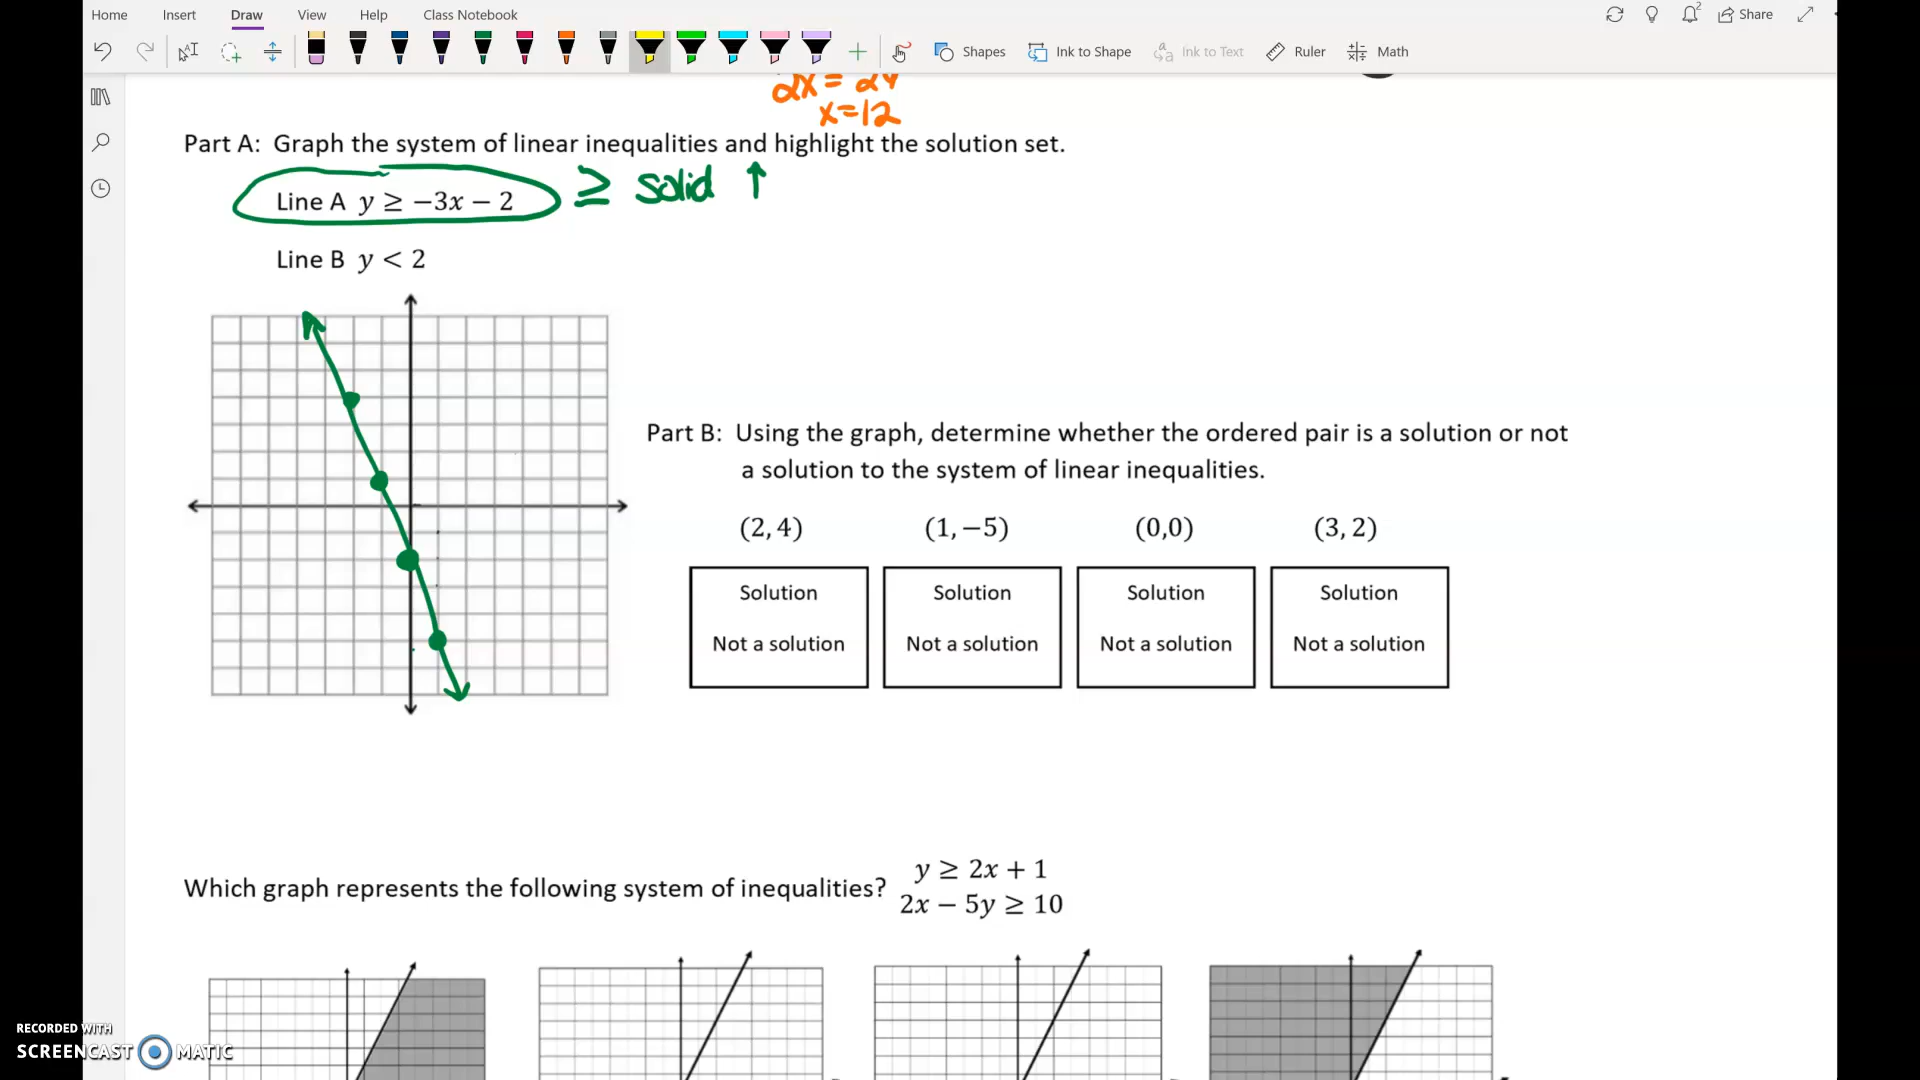 Home Insert Draw View Help Class Notebook
2 Share
Shapes Ink to Shape Ink to Text Ruler Math
2x = 24
x=12
Part A: Graph the system of linear inequalities and highlight the solution set.
Line A y ≥ −3x − 2 ≥ solid ↑
Line B y < 2
Part B: Using the graph, determine whether the ordered pair is a solution or not
a solution to the system of linear inequalities.
(2, 4) (1, −5) (0,0) (3, 2)
Solution Solution Solution Solution
Not a solution Not a solution Not a solution Not a solution
Which graph represents the following system of inequalities?
y ≥ 2x + 1
2x − 5y ≥ 10
RECORDED WITH
SCREENCAST MATIC